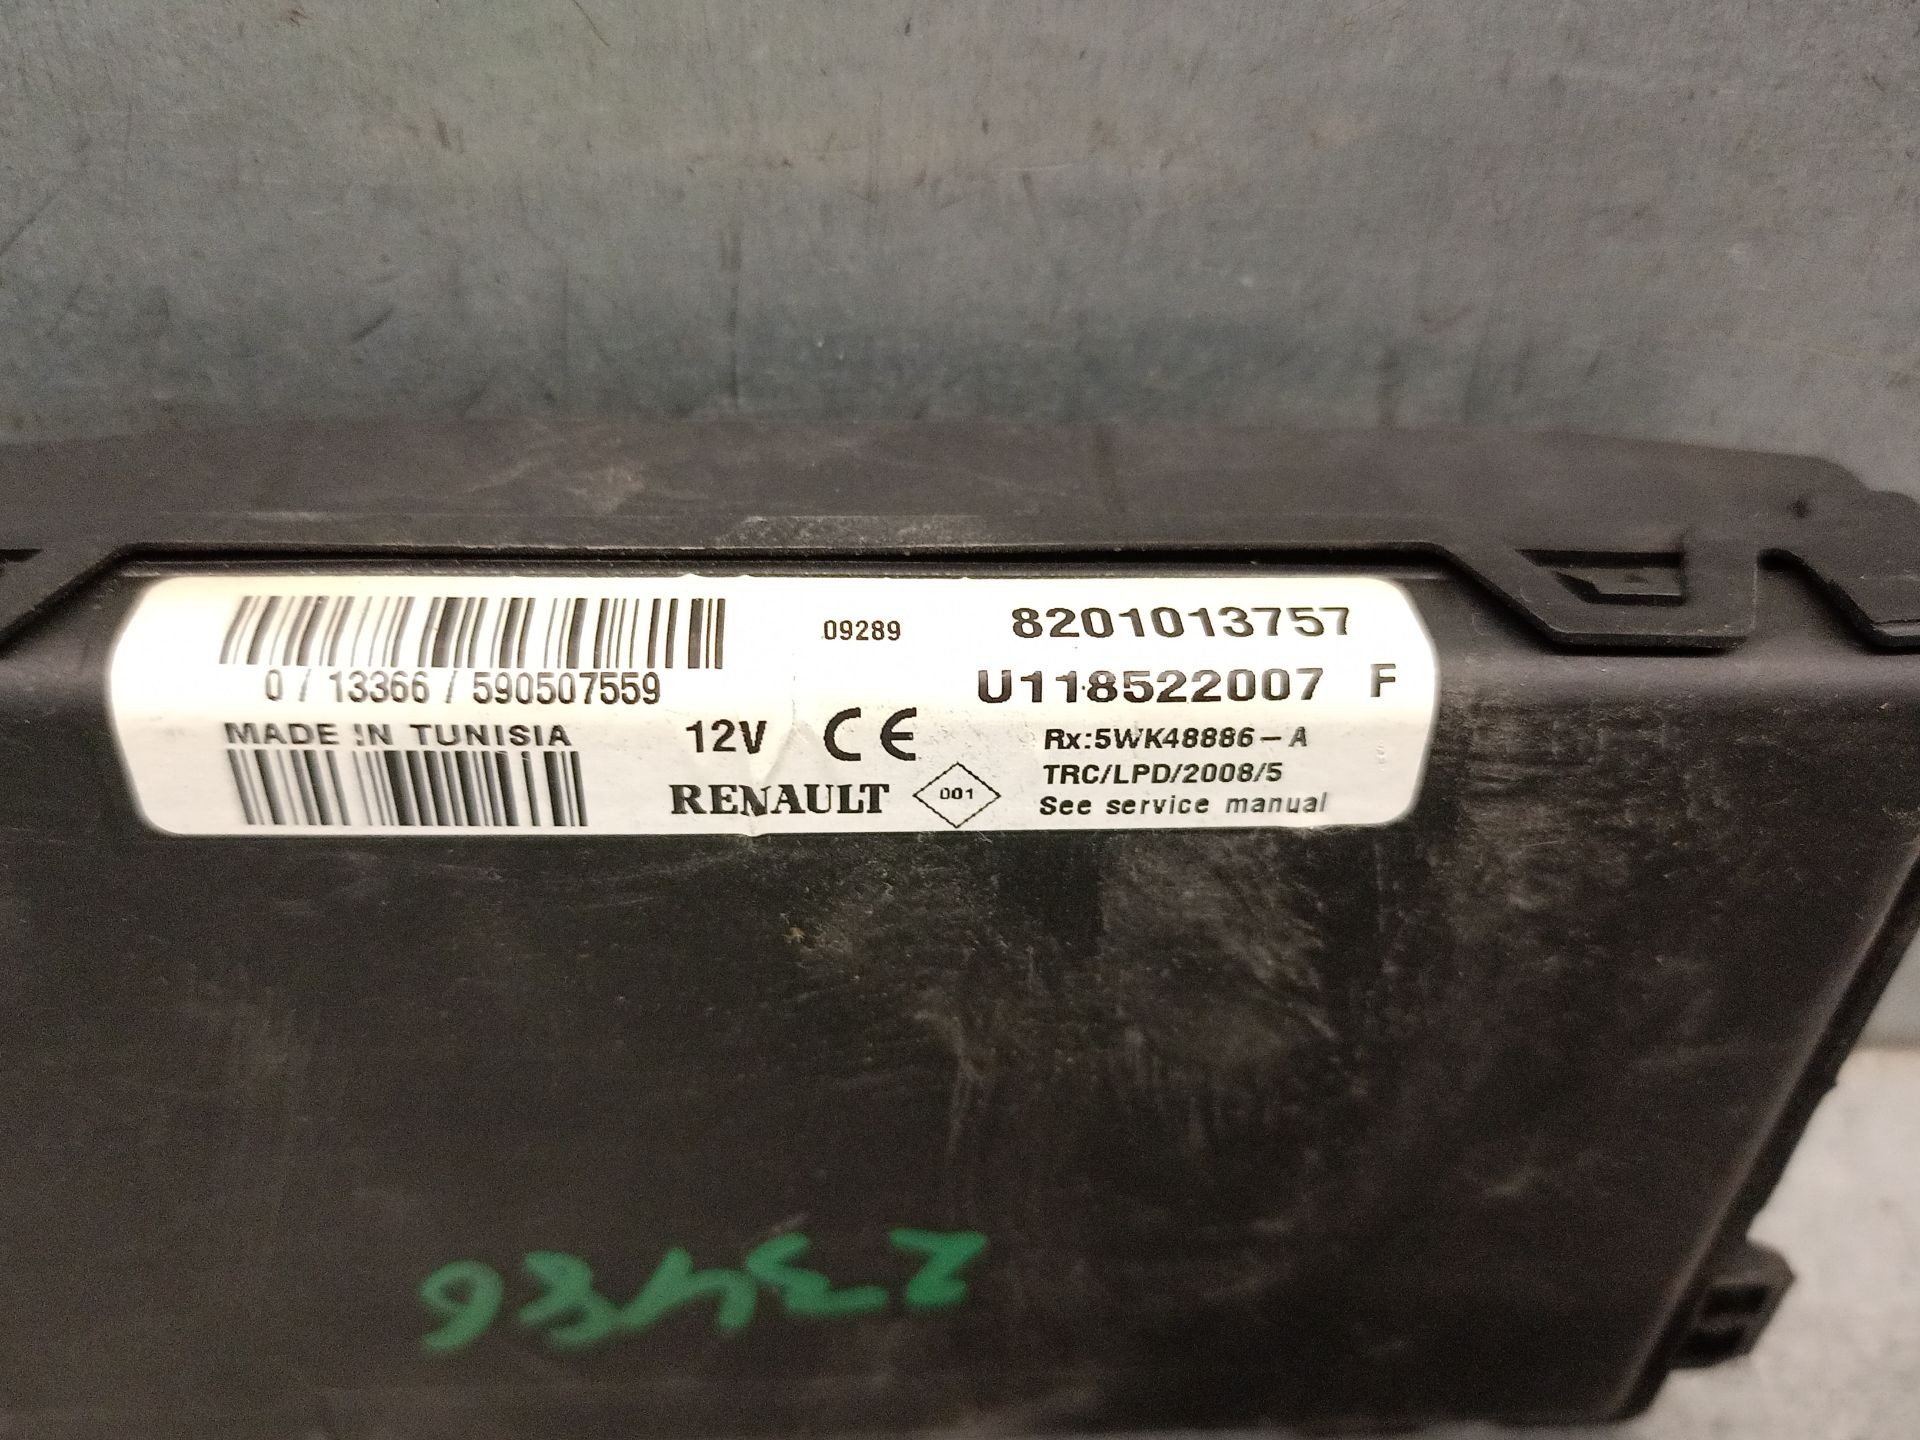 09289 8201013757
0 / 13366 / 590507559 U118522007 F
MADE IN TUNISIA 12V CE Rx:5WK48886-A
TRC/LPD/2008/5
RENAULT 001 See service manual